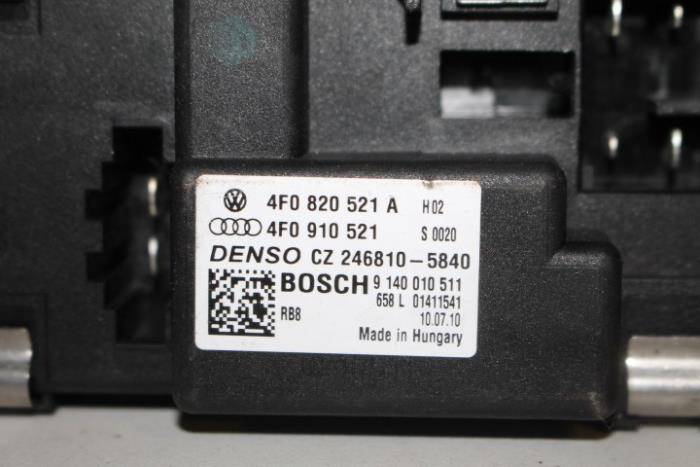 4F0 820 521 A H02
4F0 910 521 S 0020
DENSO CZ 246810-5840
BOSCH 9 140 010 511
658 L 01411541
RB8 10.07.10
Made in Hungary